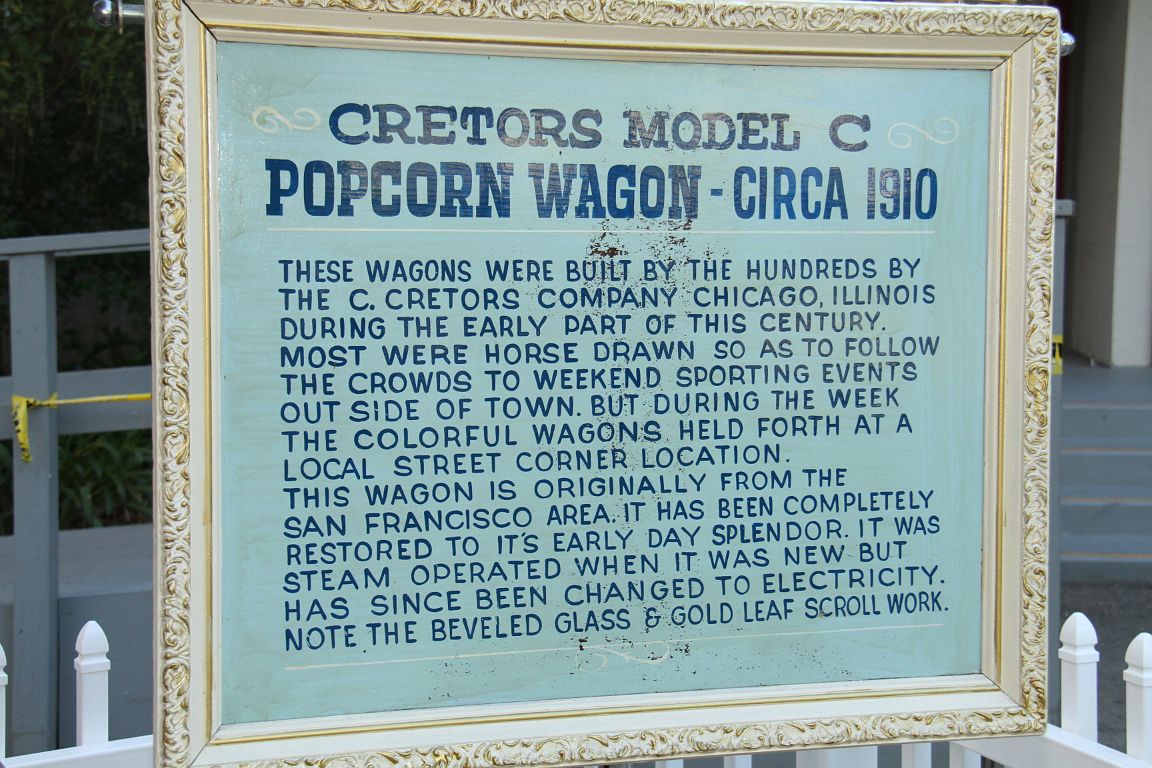 CRETORS MODEL C
POPCORN WAGON - CIRCA 1910
THESE WAGONS WERE BUILT BY THE HUNDREDS BY
THE C. CRETORS COMPANY CHICAGO, ILLINOIS
DURING THE EARLY PART OF THIS CENTURY.
MOST WERE HORSE DRAWN SO AS TO FOLLOW
THE CROWDS TO WEEKEND SPORTING EVENTS
OUT SIDE OF TOWN. BUT DURING THE WEEK
THE COLORFUL WAGONS HELD FORTH AT A
LOCAL STREET CORNER LOCATION.
THIS WAGON IS ORIGINALLY FROM THE
SAN FRANCISCO AREA. IT HAS BEEN COMPLETELY
RESTORED TO IT'S EARLY DAY SPLENDOR. IT WAS
STEAM OPERATED WHEN IT WAS NEW BUT
HAS SINCE BEEN CHANGED TO ELECTRICITY.
NOTE THE BEVELED GLASS & GOLD LEAF SCROLL WORK.